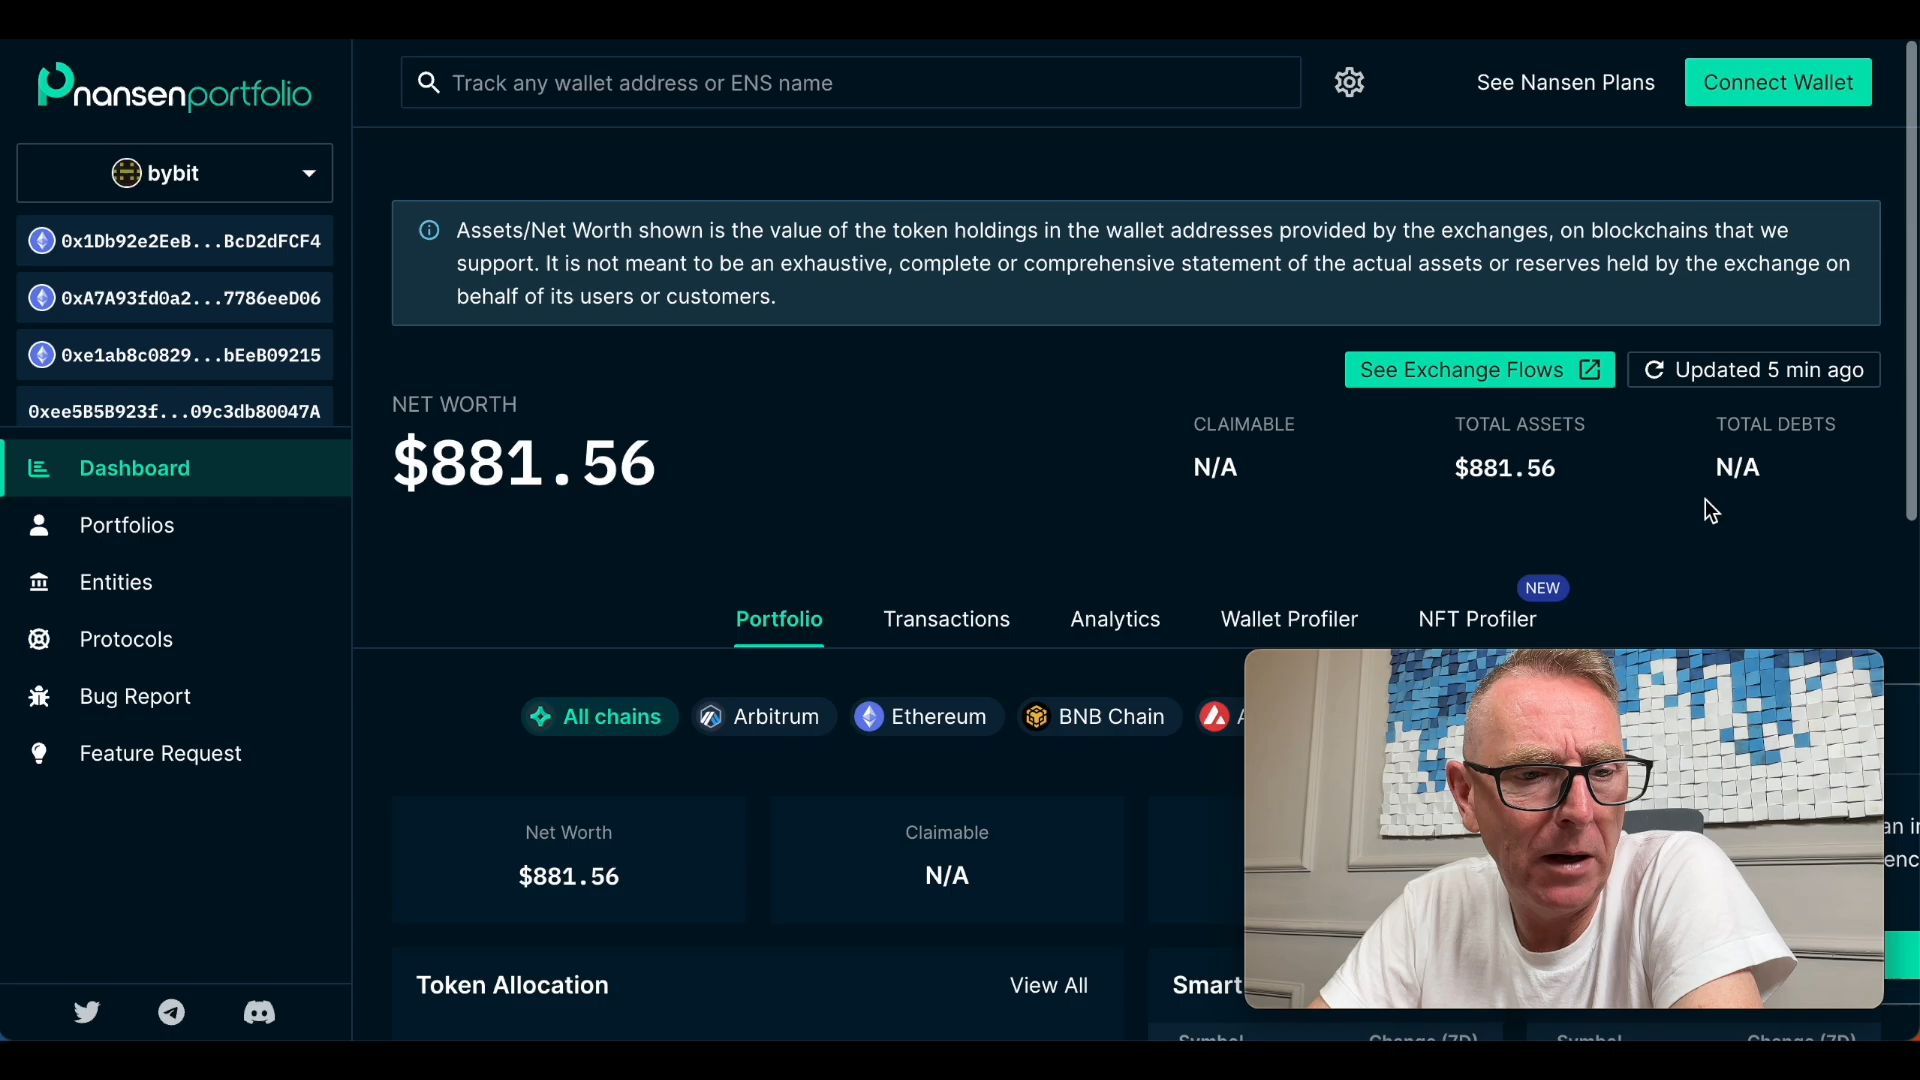 nansenportfolio
Track any wallet address or ENS name
See Nansen Plans
Connect Wallet
bybit
0x1Db92e2EeB...BcD2dFCF4
0xA7A93fd0a2...7786eeD06
0xe1ab8c0829...bEeB09215
0xee5B5B923f...09c3db80047A
Dashboard
Portfolios
Entities
Protocols
Bug Report
Feature Request
Assets/Net Worth shown is the value of the token holdings in the wallet addresses provided by the exchanges, on blockchains that we
support. It is not meant to be an exhaustive, complete or comprehensive statement of the actual assets or reserves held by the exchange on
behalf of its users or customers.
See Exchange Flows
Updated 5 min ago
NET WORTH
$881.56
CLAIMABLE
N/A
TOTAL ASSETS
$881.56
TOTAL DEBTS
N/A
NEW
Portfolio
Transactions
Analytics
Wallet Profiler
NFT Profiler
All chains
Arbitrum
Ethereum
BNB Chain
Net Worth
$881.56
Claimable
N/A
Token Allocation
View All
Smart
Symbol
Change (7D)
Symbol
Change (7D)